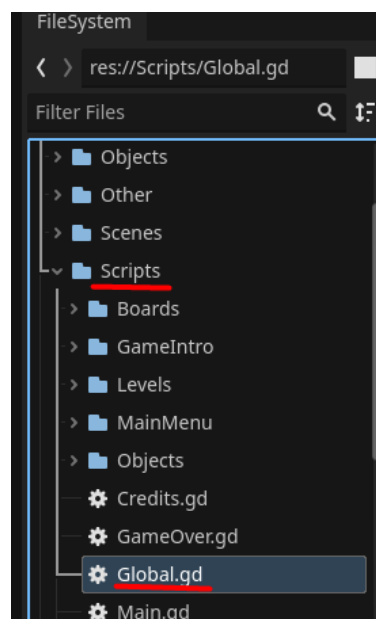 FileSystem
res://Scripts/Global.gd
Filter Files
Objects
Other
Scenes
Scripts
Boards
GameIntro
Levels
MainMenu
Objects
Credits.gd
GameOver.gd
Global.gd
Main.gd